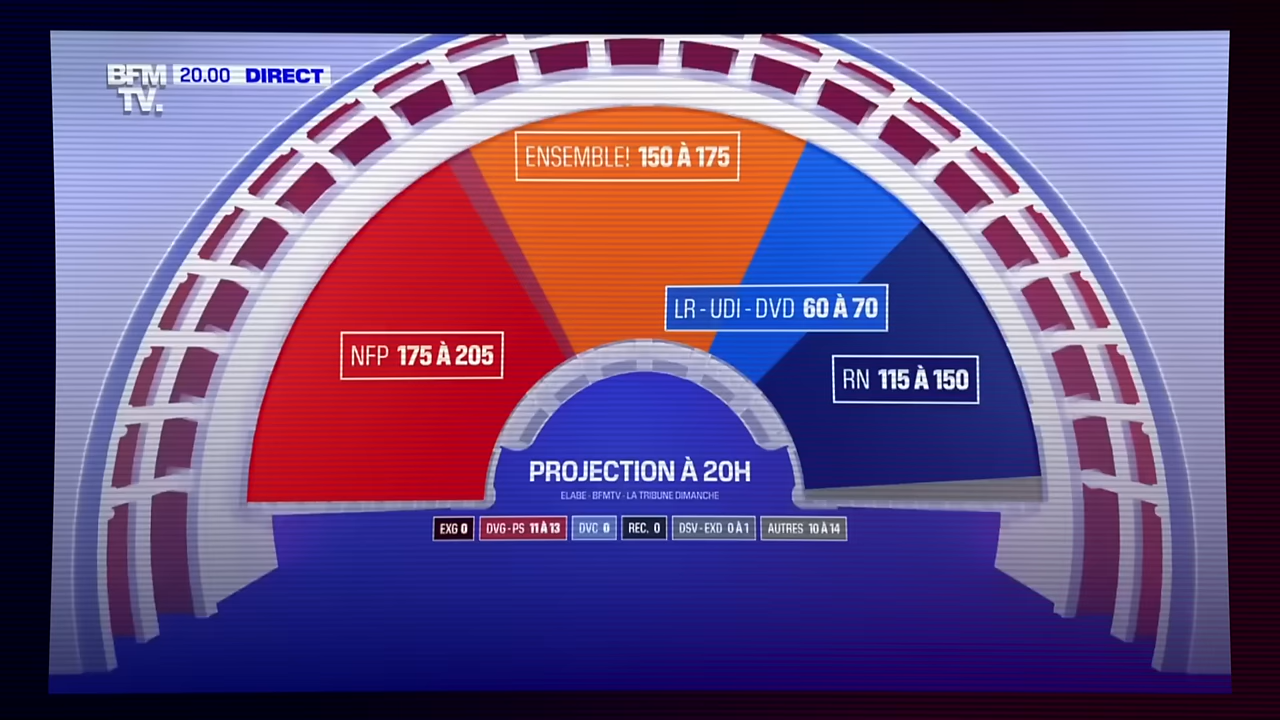 BFM
TV.
20.00 DIRECT
ENSEMBLE! 150 À 175
LR - UDI - DVD 60 À 70
NFP 175 À 205
RN 115 À 150
PROJECTION À 20H
ELABE - BFMTV - LA TRIBUNE DIMANCHE
EXG 0
DVG - PS 11 À 13
DVC 0
REC. 0
DSV - EXD 0 À 1
AUTRES 10 À 14